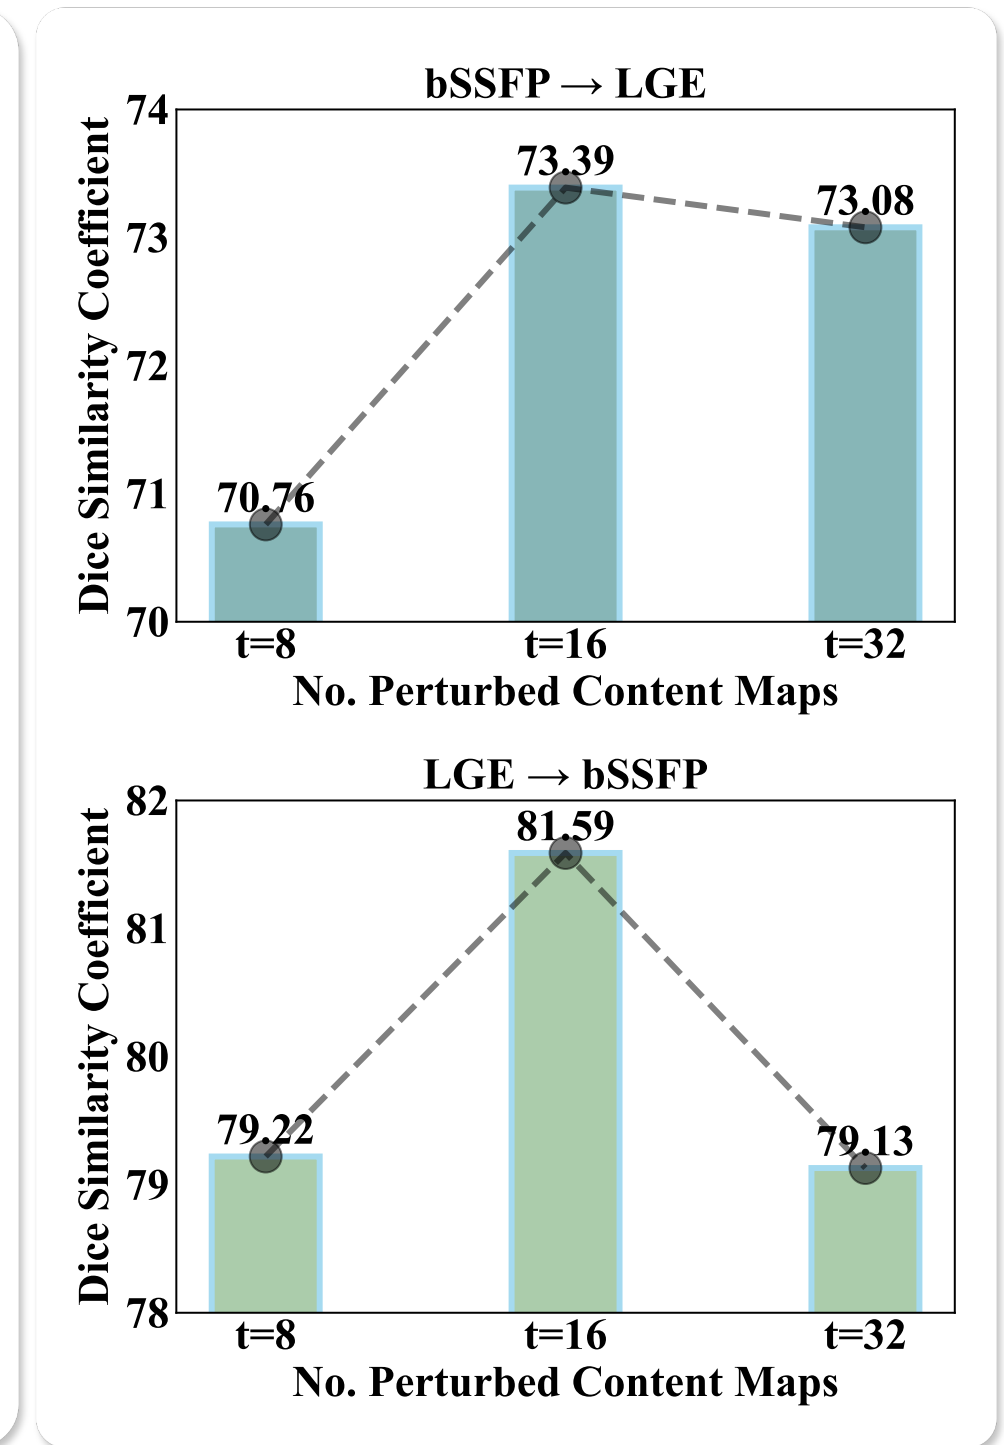 bSSFP → LGE
Dice Similarity Coefficient
74
73
72
71
70
73.39
73.08
70.76
t=8 t=16 t=32
No. Perturbed Content Maps
LGE → bSSFP
Dice Similarity Coefficient
82
81
80
79
78
81.59
79.22
79.13
t=8 t=16 t=32
No. Perturbed Content Maps